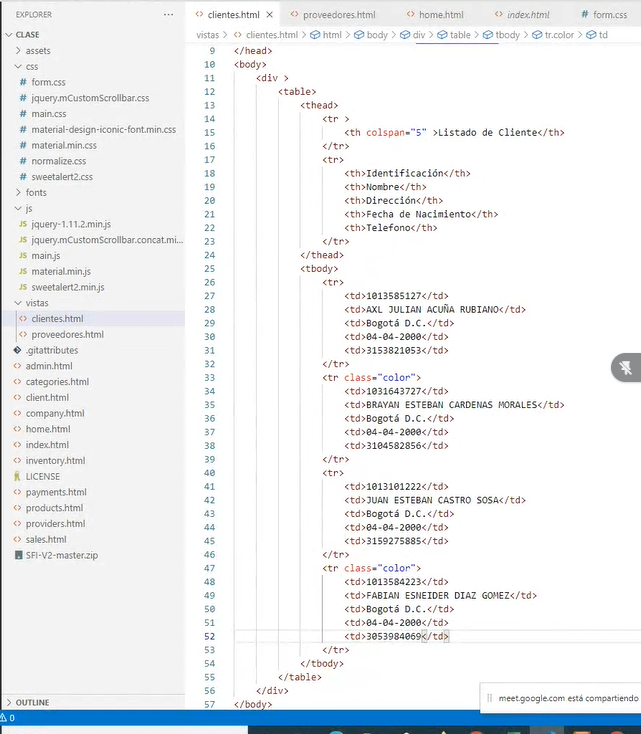 EXPLORER
CLASE
assets
css
form.css
jquery.mCustomScrollbar.css
main.css
material-design-iconic-font.min.css
material.min.css
normalize.css
sweetalert2.css
fonts
js
jquery-1.11.2.min.js
jquery.mCustomScrollbar.concat.mi...
main.js
material.min.js
sweetalert2.min.js
vistas
clientes.html
proveedores.html
.gitattributes
admin.html
categories.html
client.html
company.html
home.html
index.html
inventory.html
LICENSE
payments.html
products.html
providers.html
sales.html
SFI-V2-master.zip
OUTLINE
0
clientes.html proveedores.html home.html index.html form.css
vistas > clientes.html > html > body > div > table > tbody > tr.color > td
9 </head>
10 <body>
11 <div >
12 <table>
13 <thead>
14 <tr >
15 <th colspan="5" >Listado de Cliente</th>
16 </tr>
17 <tr>
18 <th>Identificación</th>
19 <th>Nombre</th>
20 <th>Dirección</th>
21 <th>Fecha de Nacimiento</th>
22 <th>Telefono</th>
23 </tr>
24 </thead>
25 <tbody>
26 <tr>
27 <td>1013585127</td>
28 <td>AXL JULIAN ACUÑA RUBIANO</td>
29 <td>Bogotá D.C.</td>
30 <td>04-04-2000</td>
31 <td>3153821053</td>
32 </tr>
33 <tr class="color">
34 <td>1031643727</td>
35 <td>BRAYAN ESTEBAN CARDENAS MORALES</td>
36 <td>Bogotá D.C.</td>
37 <td>04-04-2000</td>
38 <td>3104582856</td>
39 </tr>
40 <tr>
41 <td>1013101222</td>
42 <td>JUAN ESTEBAN CASTRO SOSA</td>
43 <td>Bogotá D.C.</td>
44 <td>04-04-2000</td>
45 <td>3159275885</td>
46 </tr>
47 <tr class="color">
48 <td>1013584223</td>
49 <td>FABIAN ESNEIDER DIAZ GOMEZ</td>
50 <td>Bogotá D.C.</td>
51 <td>04-04-2000</td>
52 <td>3053984069</td>
53 </tr>
54 </tbody>
55 </table>
56 </div>
57 </body>
meet.google.com está compartiendo